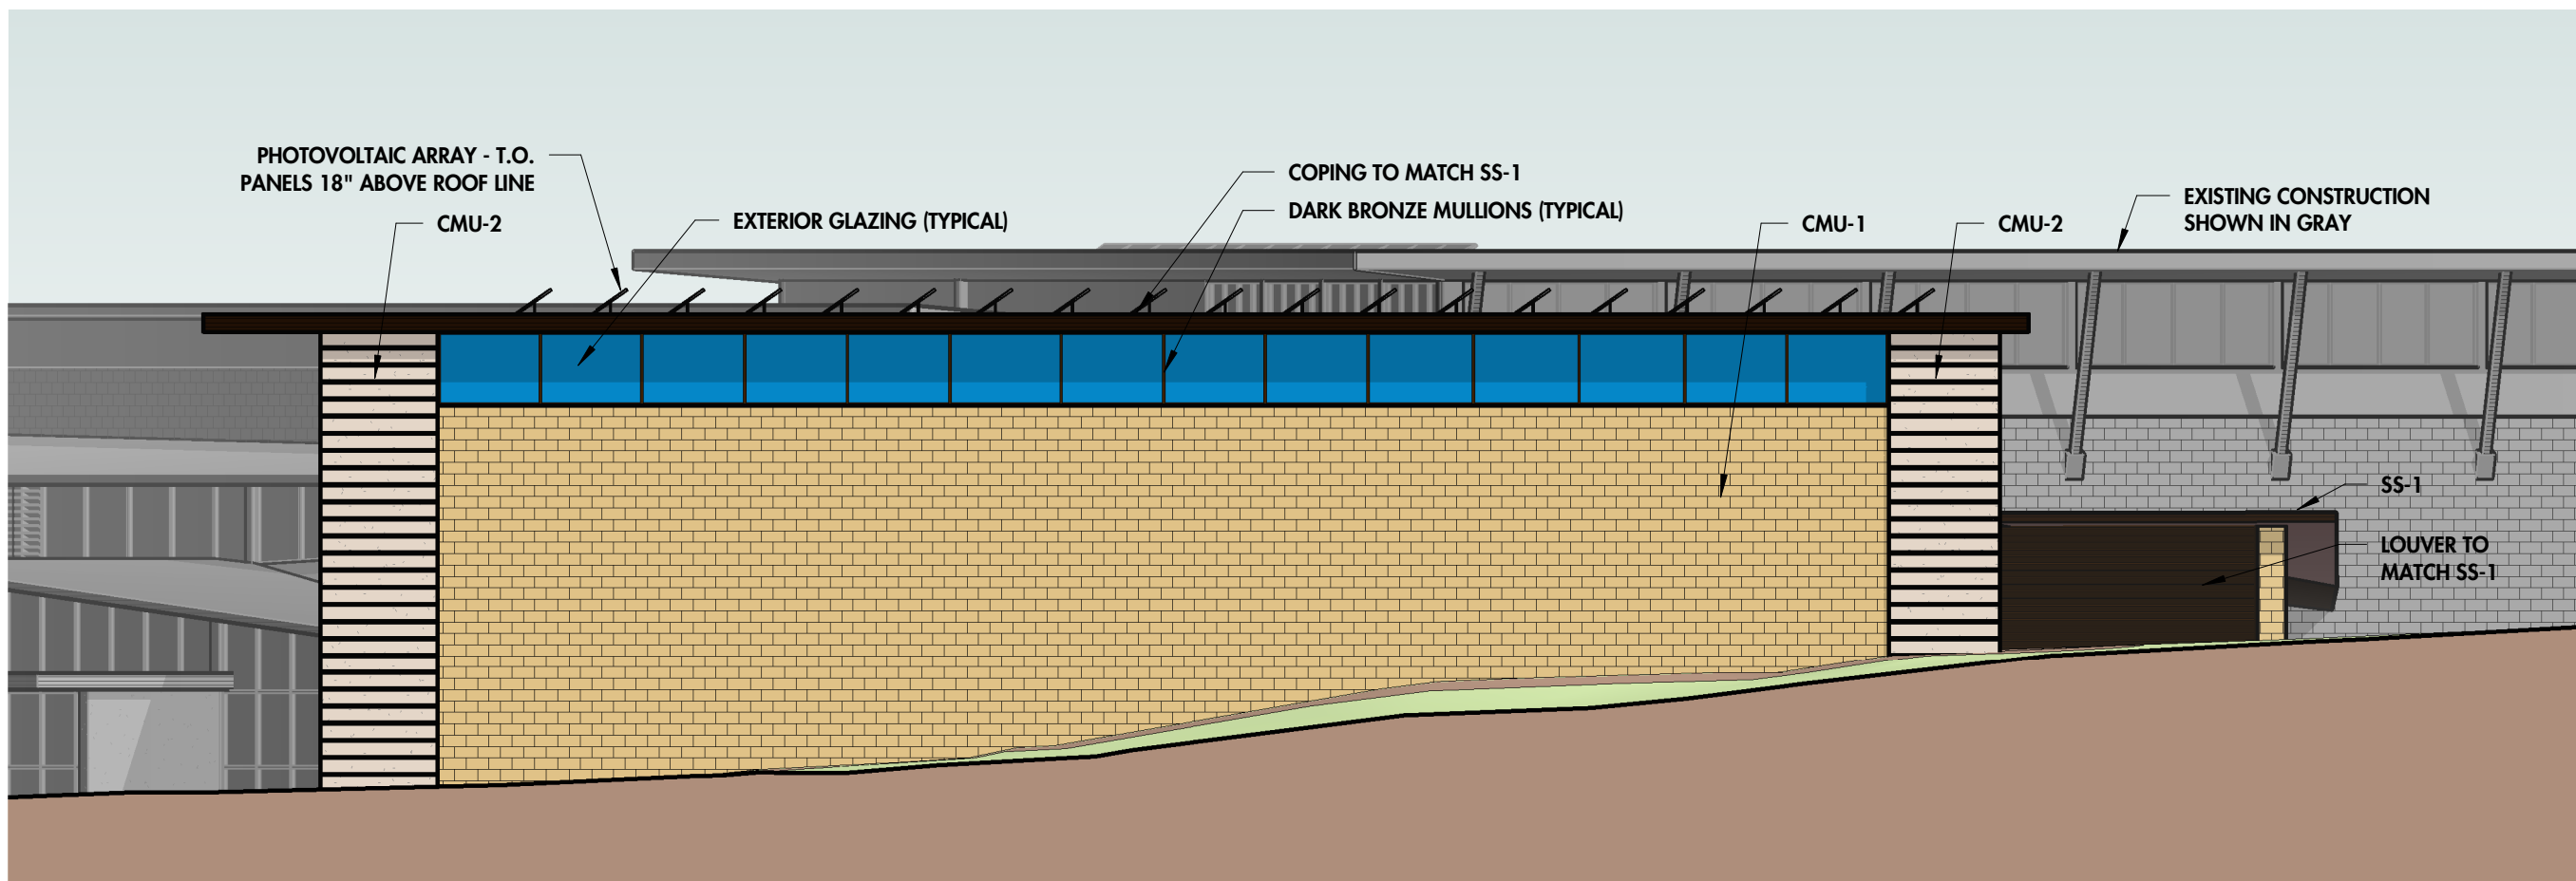 PHOTOVOLTAIC ARRAY - T.O.
PANELS 18" ABOVE ROOF LINE
CMU-2
EXTERIOR GLAZING (TYPICAL)
COPING TO MATCH SS-1
DARK BRONZE MULLIONS (TYPICAL)
CMU-1
CMU-2
EXISTING CONSTRUCTION
SHOWN IN GRAY
SS-1
LOUVER TO
MATCH SS-1